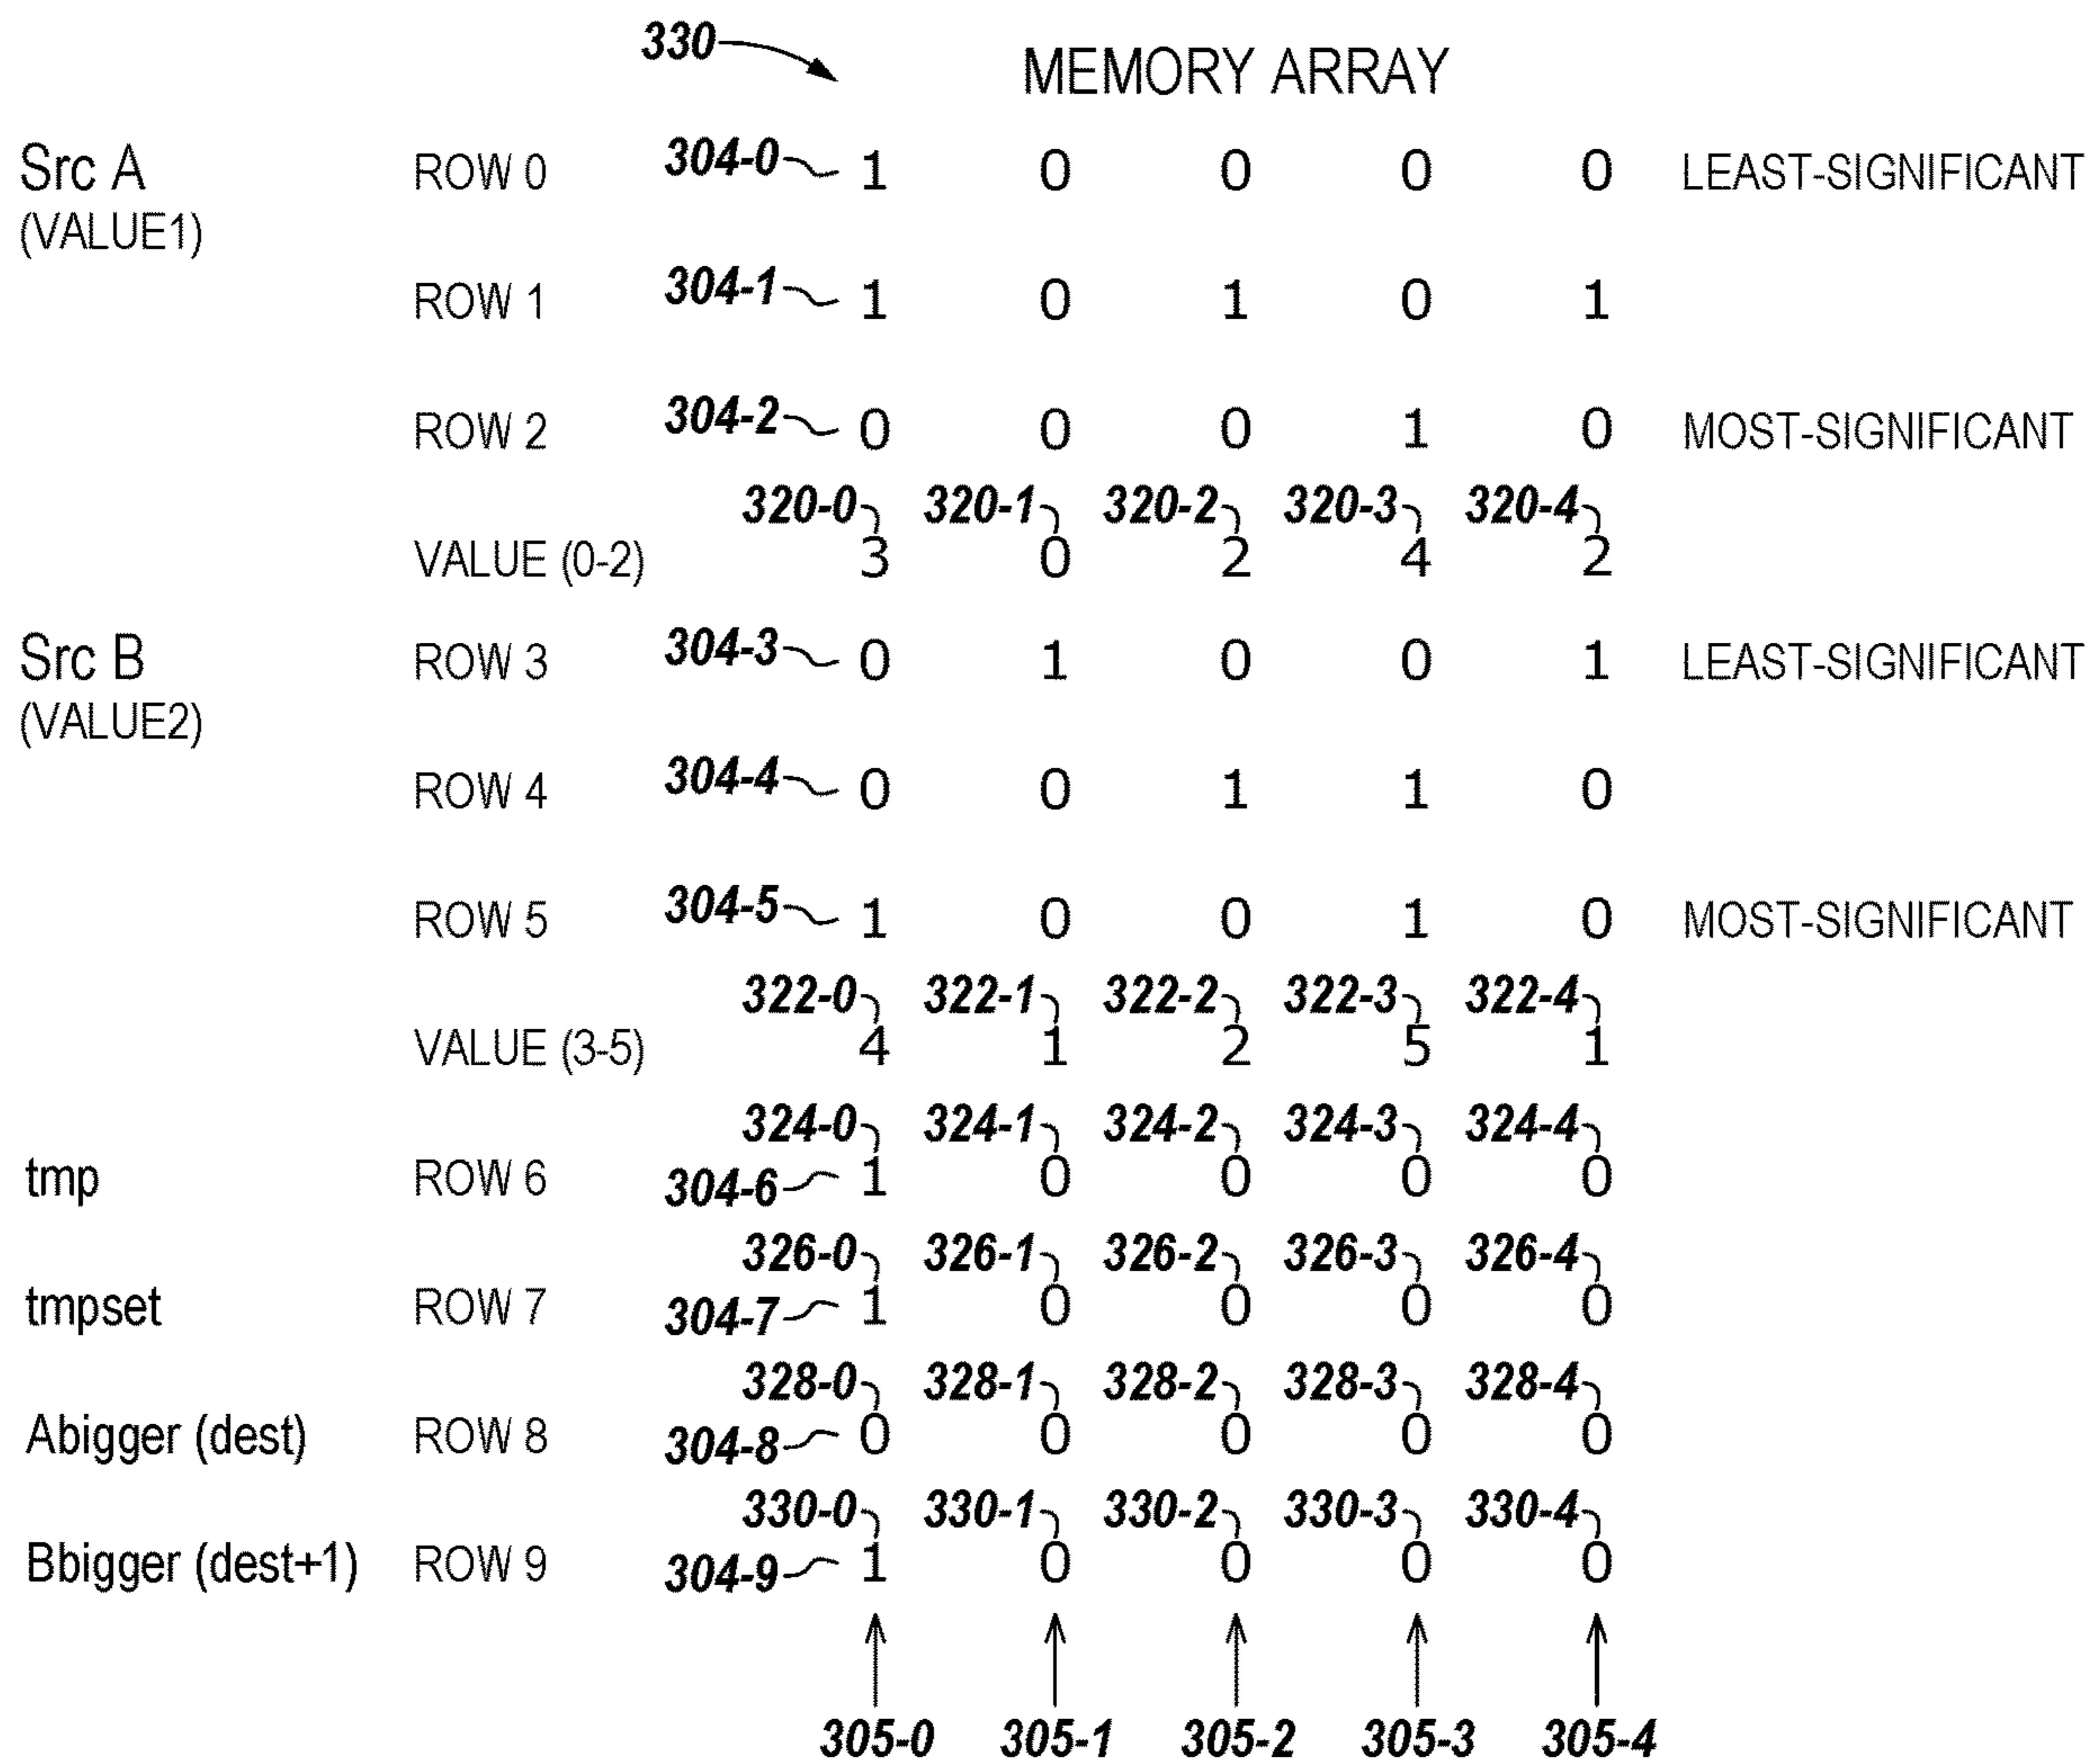 330 MEMORY ARRAY
Src A ROW 0 304-0 1 0 0 0 0 LEAST-SIGNIFICANT
(VALUE1)
ROW 1 304-1 1 0 1 0 1
ROW 2 304-2 0 0 0 1 0 MOST-SIGNIFICANT
320-0 320-1 320-2 320-3 320-4
VALUE (0-2) 3 0 2 4 2
Src B ROW 3 304-3 0 1 0 0 1 LEAST-SIGNIFICANT
(VALUE2)
ROW 4 304-4 0 0 1 1 0
ROW 5 304-5 1 0 0 1 0 MOST-SIGNIFICANT
322-0 322-1 322-2 322-3 322-4
VALUE (3-5) 4 1 2 5 1
324-0 324-1 324-2 324-3 324-4
tmp ROW 6 304-6 1 0 0 0 0
326-0 326-1 326-2 326-3 326-4
tmpset ROW 7 304-7 1 0 0 0 0
328-0 328-1 328-2 328-3 328-4
Abigger (dest) ROW 8 304-8 0 0 0 0 0
330-0 330-1 330-2 330-3 330-4
Bbigger (dest+1) ROW 9 304-9 1 0 0 0 0
305-0 305-1 305-2 305-3 305-4